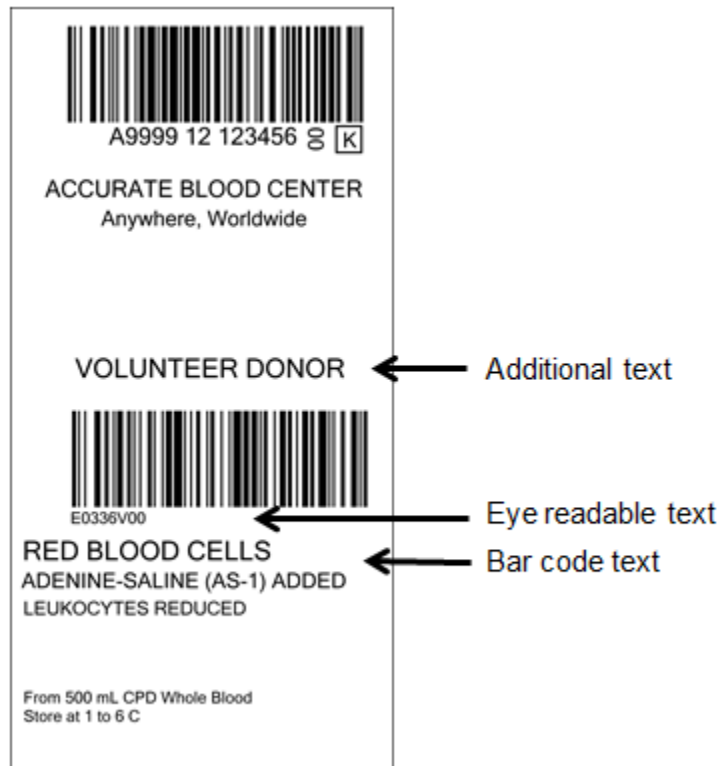 A9999 12 123456 00 K
ACCURATE BLOOD CENTER
Anywhere, Worldwide
VOLUNTEER DONOR
Additional text
E0336V00
Eye readable text
RED BLOOD CELLS
Bar code text
ADENINE-SALINE (AS-1) ADDED
LEUKOCYTES REDUCED
From 500 mL CPD Whole Blood
Store at 1 to 6 C